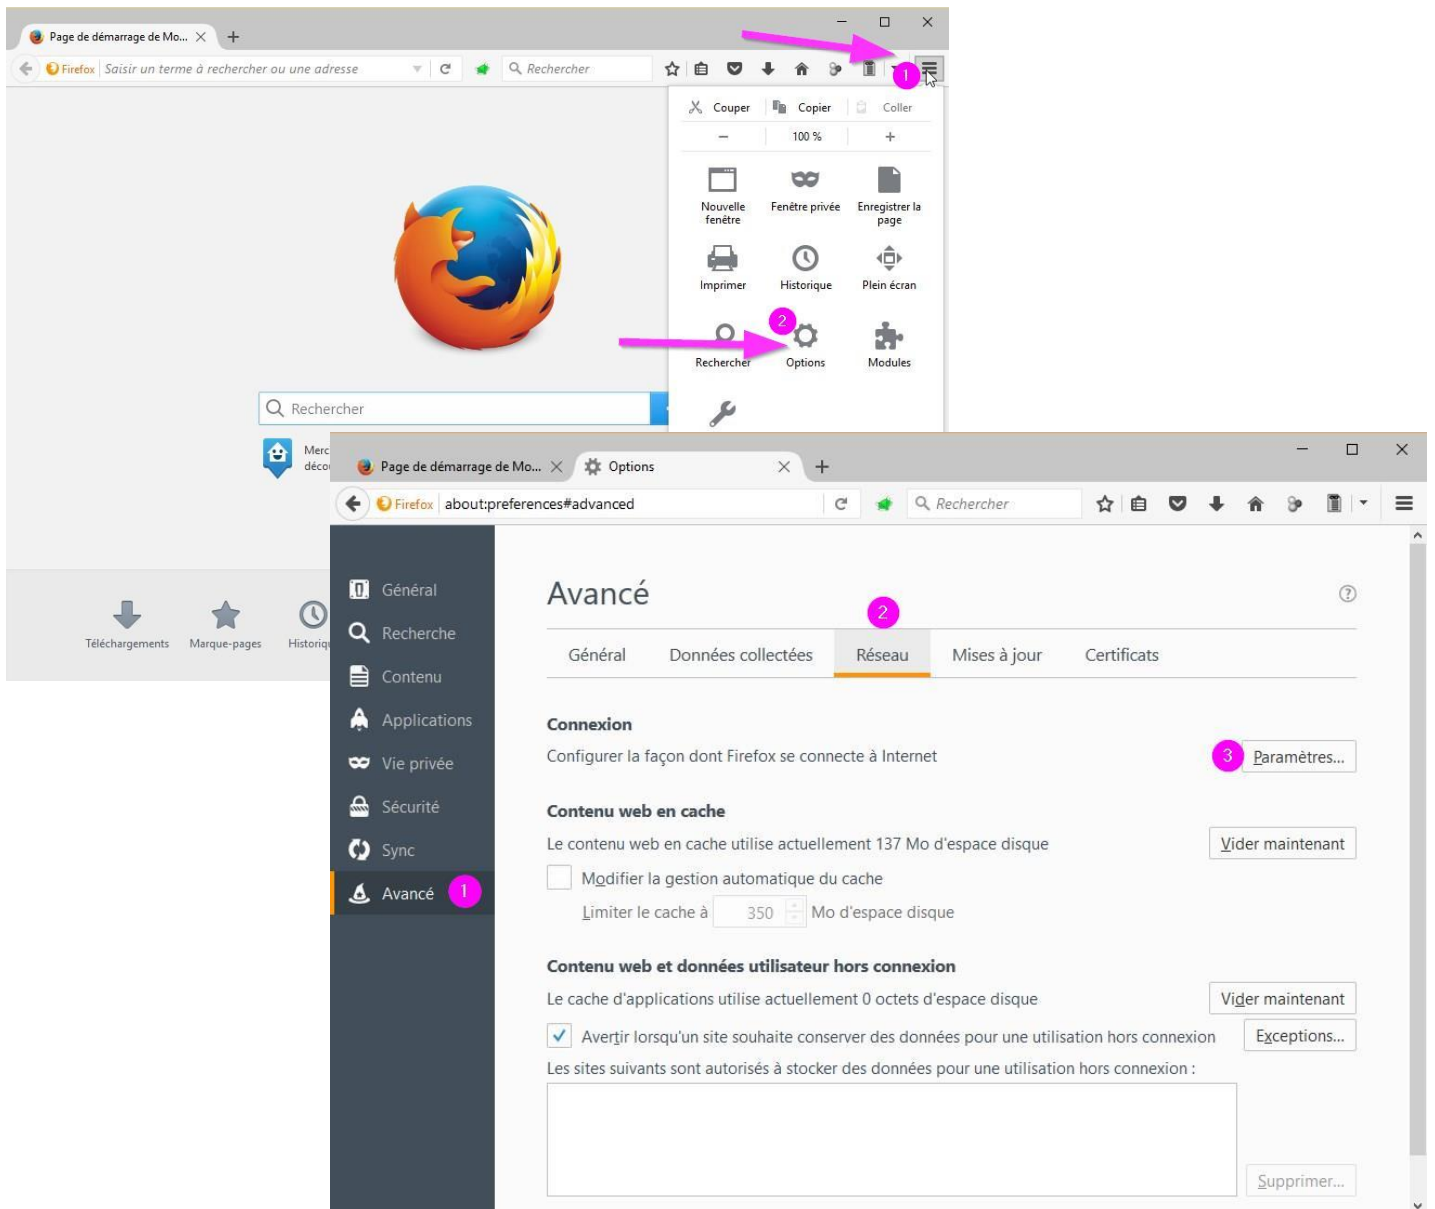 Page de démarrage de Mo...
Firefox
Saisir un terme à rechercher ou une adresse
Rechercher
1
Couper
Copier
Coller
100 %
Nouvelle
fenêtre
Fenêtre privée
Enregistrer la
page
Imprimer
Historique
Plein écran
2
Rechercher
Options
Modules
Rechercher
Merc
déco
Téléchargements
Marque-pages
Historiq
Page de démarrage de Mo...
Options
Firefox
about:preferences#advanced
Rechercher
Général
Recherche
Contenu
Applications
Vie privée
Sécurité
Sync
Avancé
1
Avancé
?
2
Général
Données collectées
Réseau
Mises à jour
Certificats
Connexion
Configurer la façon dont Firefox se connecte à Internet
3
Paramètres...
Contenu web en cache
Le contenu web en cache utilise actuellement 137 Mo d'espace disque
Vider maintenant
Modifier la gestion automatique du cache
Limiter le cache à 350 Mo d'espace disque
Contenu web et données utilisateur hors connexion
Le cache d'applications utilise actuellement 0 octets d'espace disque
Vider maintenant
Avertir lorsqu'un site souhaite conserver des données pour une utilisation hors connexion
Exceptions...
Les sites suivants sont autorisés à stocker des données pour une utilisation hors connexion :
Supprimer...